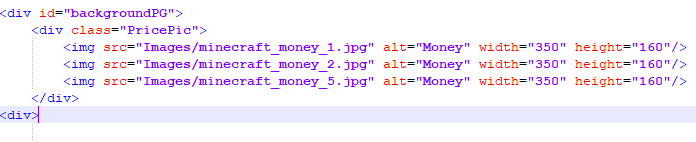 <div id="backgroundPG">
<div class="PricePic">
<img src="Images/minecraft_money_1.jpg" alt="Money" width="350" height="160"/>
<img src="Images/minecraft_money_2.jpg" alt="Money" width="350" height="160"/>
<img src="Images/minecraft_money_5.jpg" alt="Money" width="350" height="160"/>
</div>
<div>